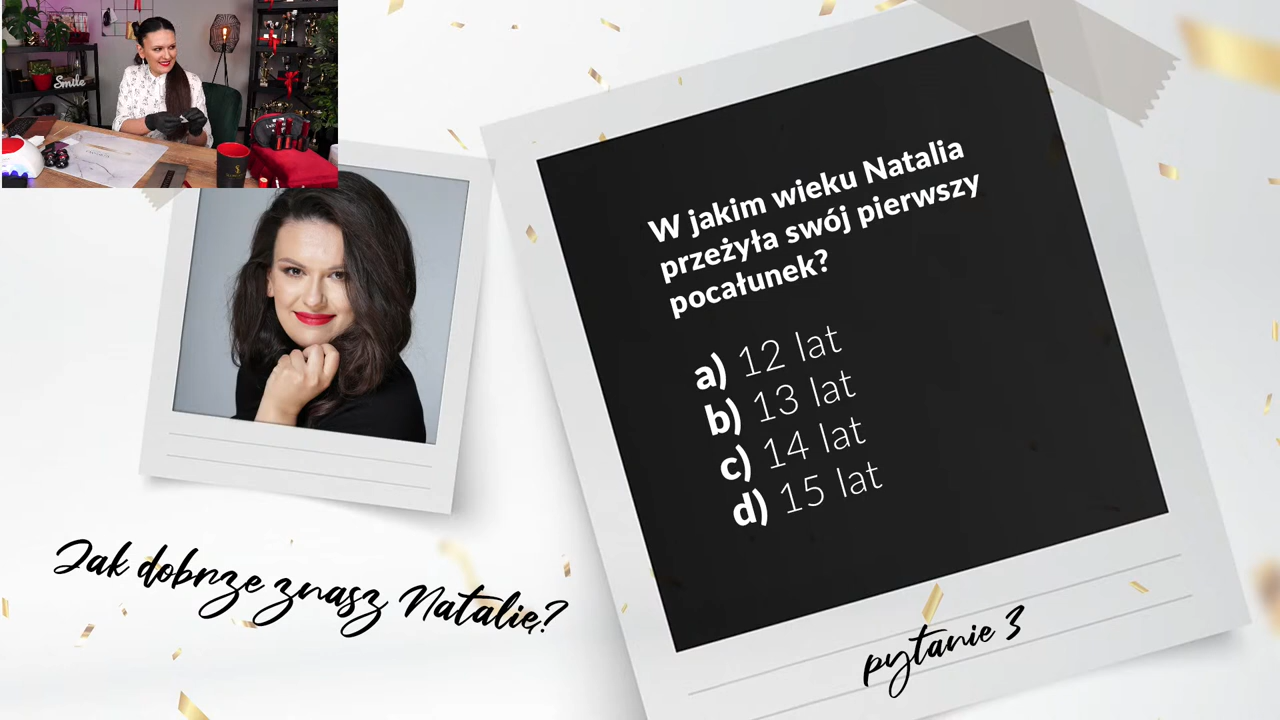 Smile
W jakim wieku Natalia
przeżyła swój pierwszy
pocałunek?
a) 12 lat
b) 13 lat
c) 14 lat
d) 15 lat
Jak dobrze znasz Natalię?
pytanie 3